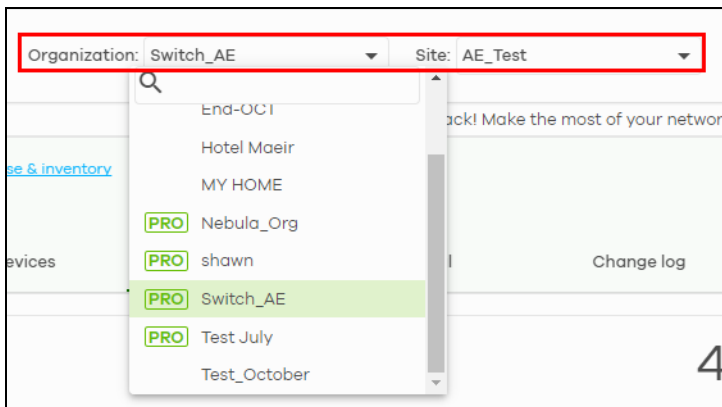 Organization: Switch_AE Site: AE_Test
End-OCT
ack! Make the most of your networ
Hotel Maeir
se & inventory
MY HOME
PRO Nebula_Org
evices
PRO shawn
l
Change log
PRO Switch_AE
PRO Test July
4
Test_October